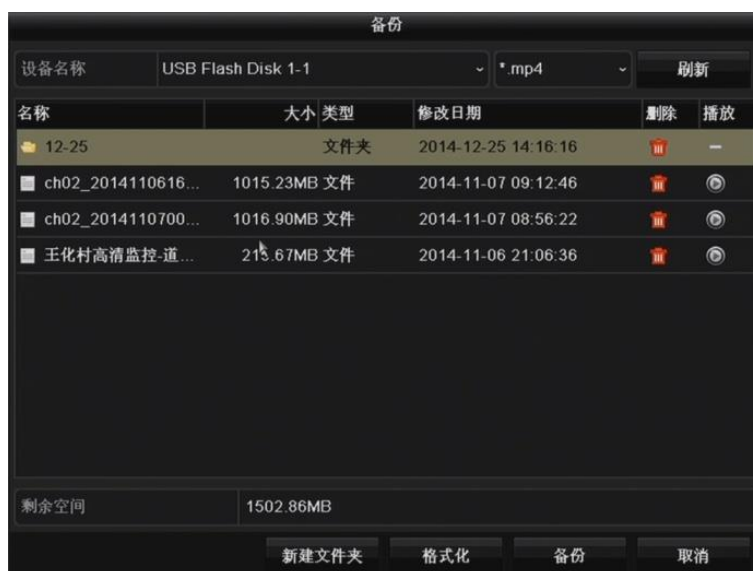 备份
设备名称 USB Flash Disk 1-1 *.mp4 刷新
名称 大小 类型 修改日期 删除 播放
12-25 文件夹 2014-12-25 14:16:16
ch02_2014110616... 1015.23MB 文件 2014-11-07 09:12:46
ch02_2014110700... 1016.90MB 文件 2014-11-07 08:56:22
王化村高清监控-道... 文件 2014-11-06 21:06:36
剩余空间 1502.86MB
新建文件夹 格式化 备份 取消